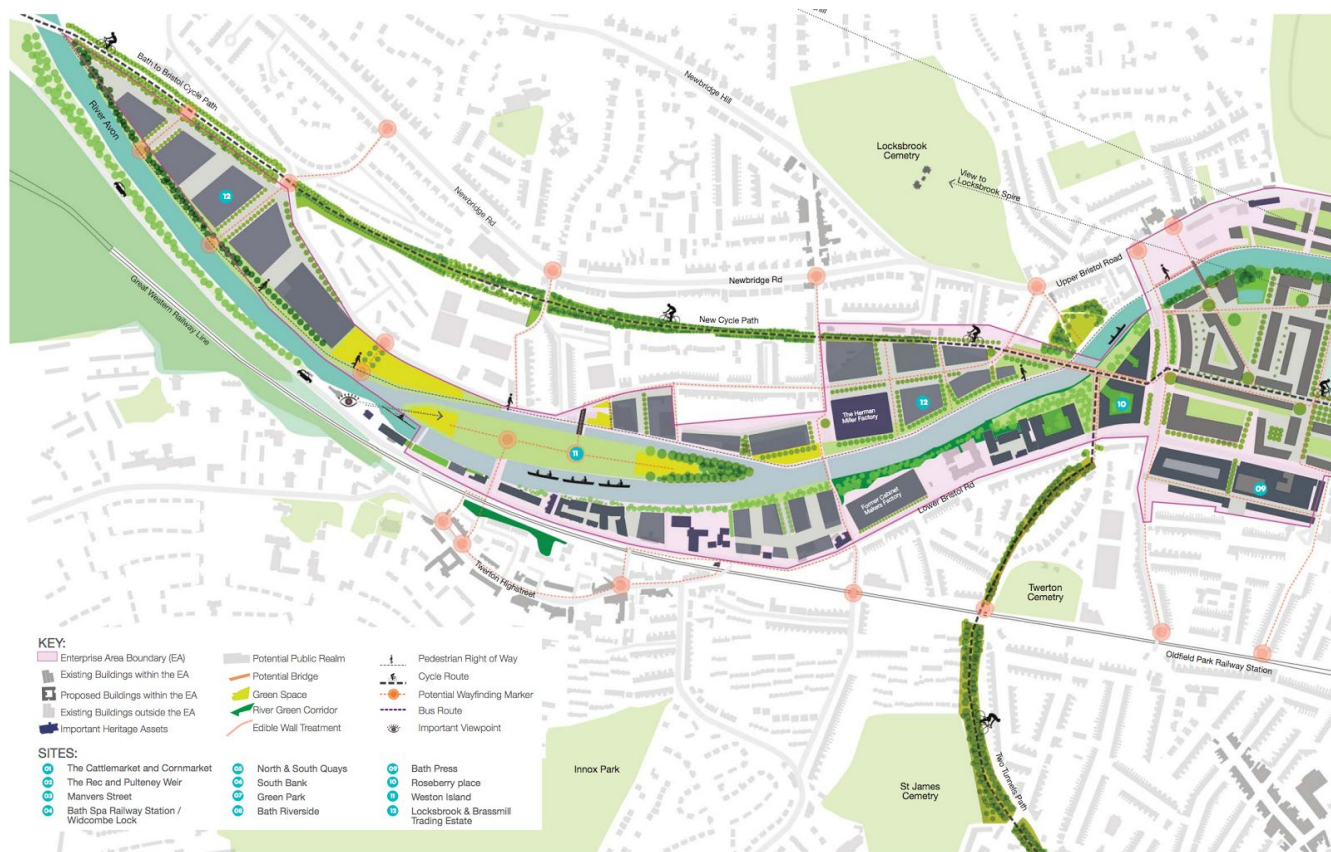 Bath to Bristol Cycle Path
River Avon
Newbridge Hill
Locksbrook
Cemetery
View to
Locksbrook Spire
12
Newbridge Rd
Great Western Railway Line
Newbridge Rd
Upper Bristol Road
New Cycle Path
The Herman
Miller Factory
12
10
11
Former Cabinet
Makers Factory
Lower Bristol Rd
09
Twerton Highstreet
Twerton
Cemetery
Oldfield Park Railway Station
Innox Park
St James
Cemetery
Two Tunnels Path
KEY:
Enterprise Area Boundary (EA)
Existing Buildings within the EA
Proposed Buildings within the EA
Existing Buildings outside the EA
Important Heritage Assets
Potential Public Realm
Potential Bridge
Green Space
River Green Corridor
Edible Wall Treatment
Pedestrian Right of Way
Cycle Route
Potential Wayfinding Marker
Bus Route
Important Viewpoint
SITES:
01 The Cattlemarket and Cornmarket
02 The Rec and Pulteney Weir
03 Manvers Street
04 Bath Spa Railway Station /
Widcombe Lock
05 North & South Quays
06 South Bank
07 Green Park
08 Bath Riverside
09 Bath Press
10 Roseberry place
11 Weston Island
12 Locksbrook & Brassmill
Trading Estate